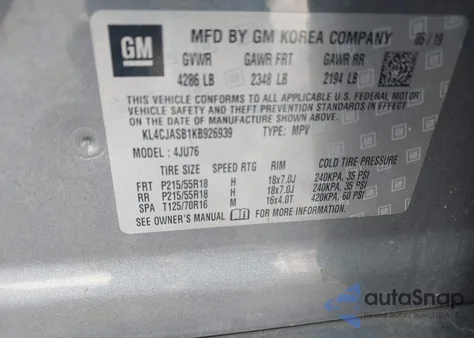 GM
MFD BY GM KOREA COMPANY 05/19
GVWR GAWR FRT GAWR RR
4286 LB 2348 LB 2194 LB
THIS VEHICLE CONFORMS TO ALL APPLICABLE U.S. FEDERAL MOTOR
VEHICLE SAFETY AND THEFT PREVENTION STANDARDS IN EFFECT
ON THE DATE OF MANUFACTURE SHOWN ABOVE.
KL4CJASB1KB926939 TYPE: MPV
MODEL: 4JU76
TIRE SIZE SPEED RTG RIM COLD TIRE PRESSURE
FRT P215/55R18 H 18x7.0J 240KPA, 35 PSI
RR P215/55R18 H 18x7.0J 240KPA, 35 PSI
SPA T125/70R16 M 16x4.0T 420KPA, 60 PSI
SEE OWNER'S MANUAL FOR MORE INFORMATION.
autoSnap